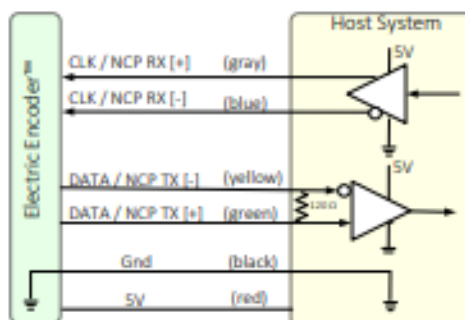 Host System
5V
CLK / NCP RX [+] (gray)
CLK / NCP RX [-] (blue)
Electric Encoder™
5V
DATA / NCP TX [-] (yellow)
120Ω
DATA / NCP TX [+] (green)
Gnd (black)
5V (red)